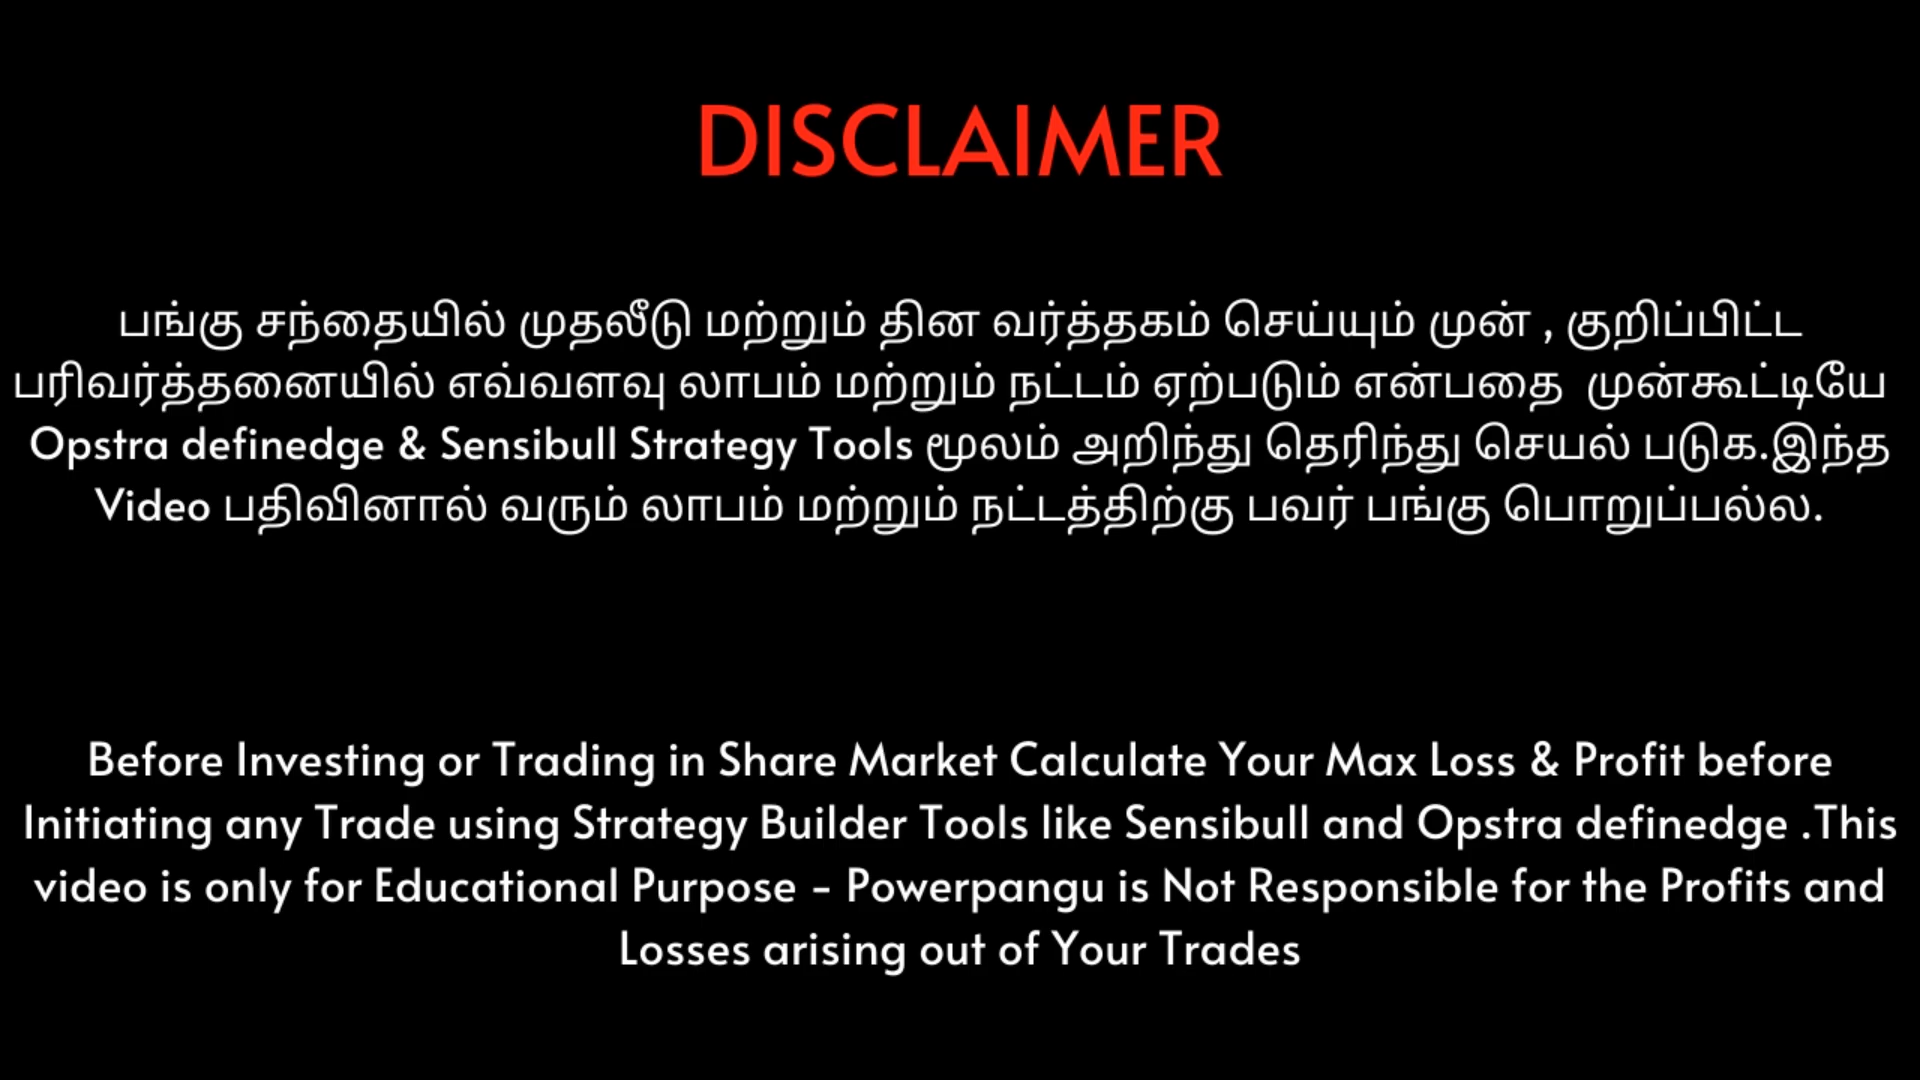 DISCLAIMER
பங்கு சந்தையில் முதலீடு மற்றும் தின வர்த்தகம் செய்யும் முன் , குறிப்பிட்ட
பரிவர்த்தனையில் எவ்வளவு லாபம் மற்றும் நட்டம் ஏற்படும் என்பதை முன்கூட்டியே
Opstra definedge & Sensibull Strategy Tools மூலம் அறிந்து தெரிந்து செயல் படுக.இந்த
Video பதிவினால் வரும் லாபம் மற்றும் நட்டத்திற்கு பவர் பங்கு பொறுப்பல்ல.
Before Investing or Trading in Share Market Calculate Your Max Loss & Profit before
Initiating any Trade using Strategy Builder Tools like Sensibull and Opstra definedge .This
video is only for Educational Purpose - Powerpangu is Not Responsible for the Profits and
Losses arising out of Your Trades